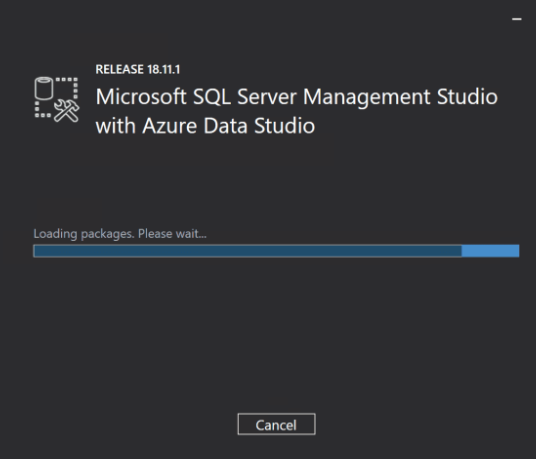 RELEASE 18.11.1
Microsoft SQL Server Management Studio
with Azure Data Studio
Loading packages. Please wait...
Cancel